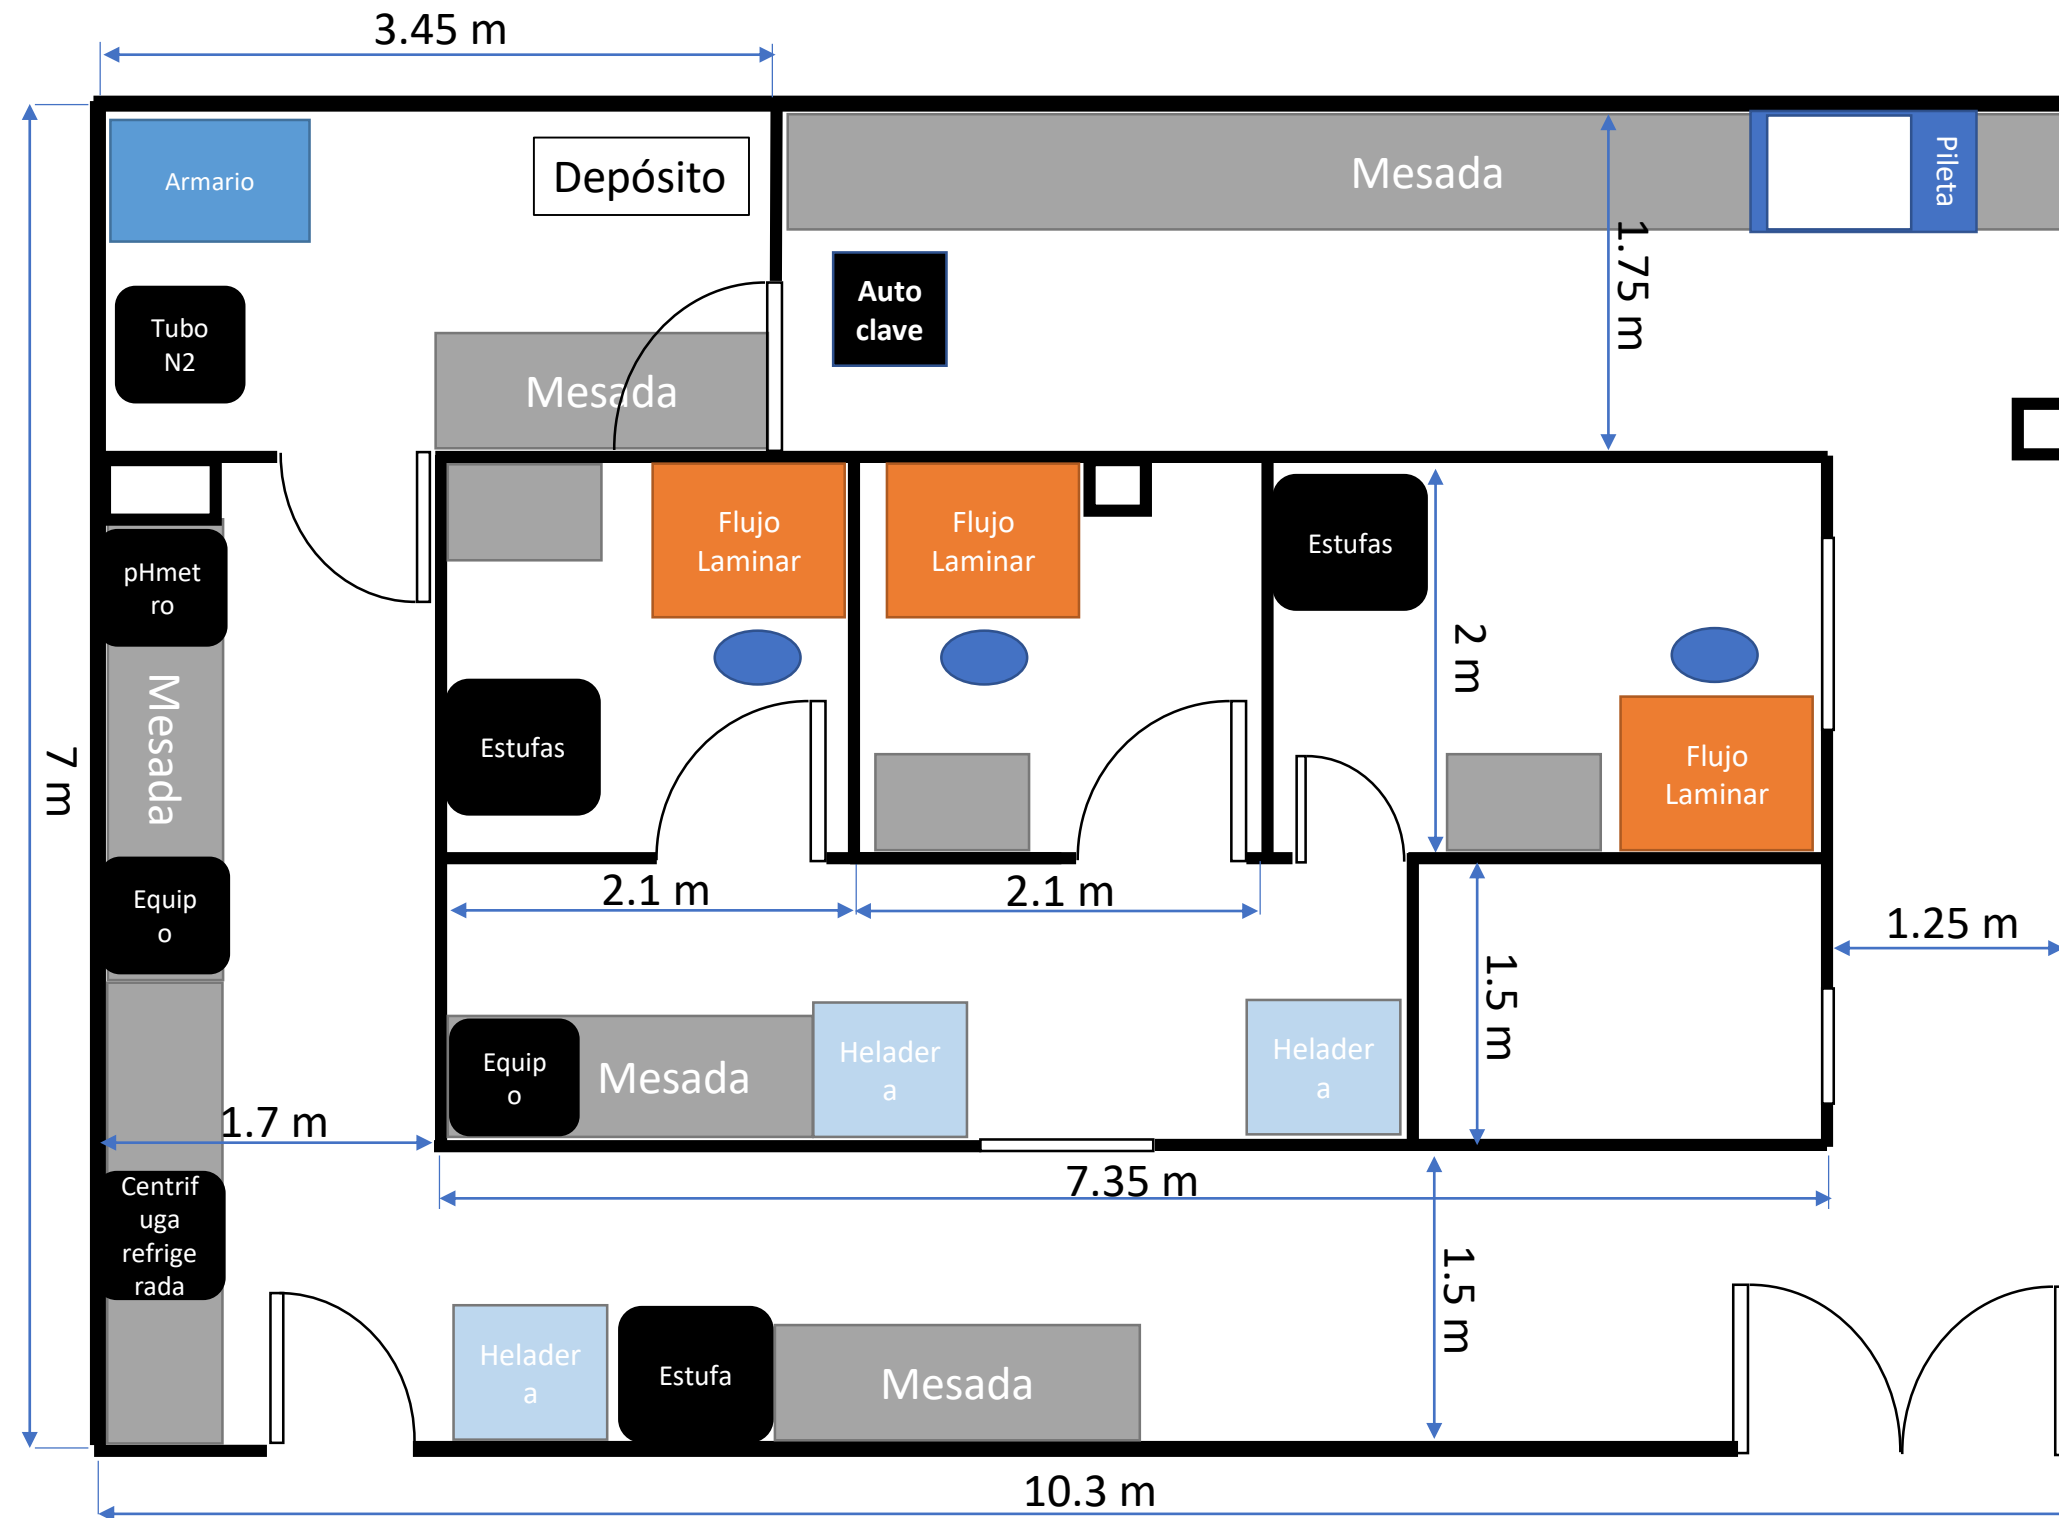 3.45 m
Armario
Depósito
Mesada
Pileta
1.75 m
Auto
clave
Tubo
N2
Mesada
Flujo
Laminar
Flujo
Laminar
Estufas
pHmet
ro
2 m
Mesada
Estufas
Flujo
Laminar
7 m
Equip
o
2.1 m
2.1 m
1.25 m
1.5 m
Equip
o
Mesada
Helader
a
Helader
a
1.7 m
7.35 m
Centrif
uga
refrige
rada
1.5 m
Helader
a
Estufa
Mesada
10.3 m